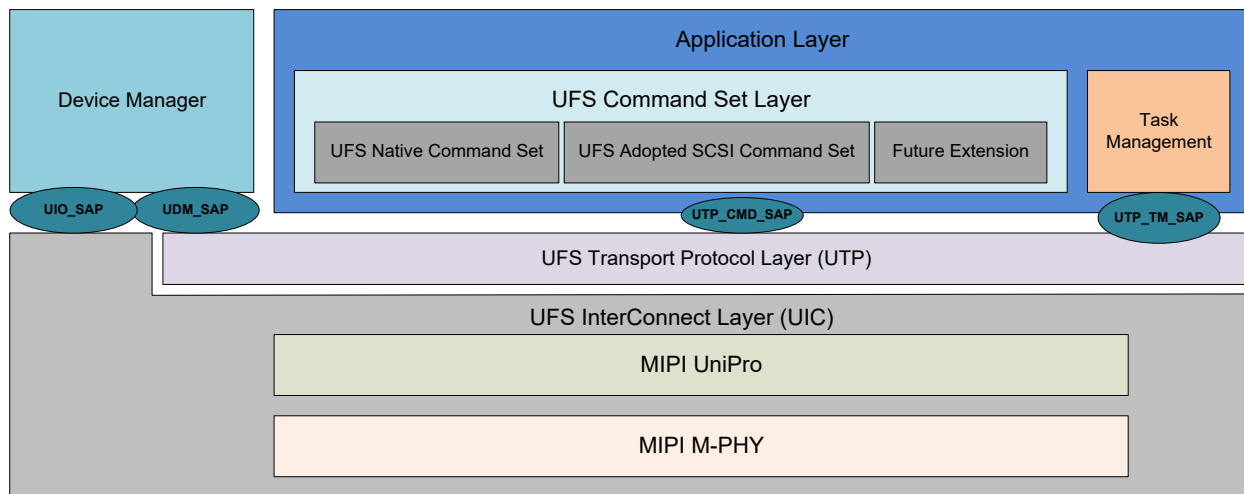 Application Layer
Device Manager
UFS Command Set Layer
Task
Management
UFS Native Command Set
UFS Adopted SCSI Command Set
Future Extension
UIO_SAP
UDM_SAP
UTP_CMD_SAP
UTP_TM_SAP
UFS Transport Protocol Layer (UTP)
UFS InterConnect Layer (UIC)
MIPI UniPro
MIPI M-PHY